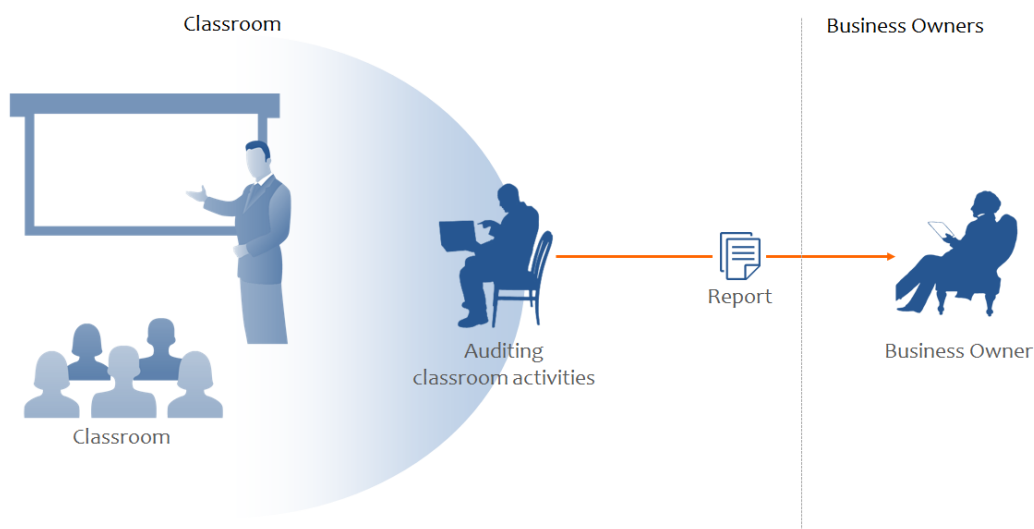 Classroom
Business Owners
Report
Auditing
classroom activities
Business Owner
Classroom